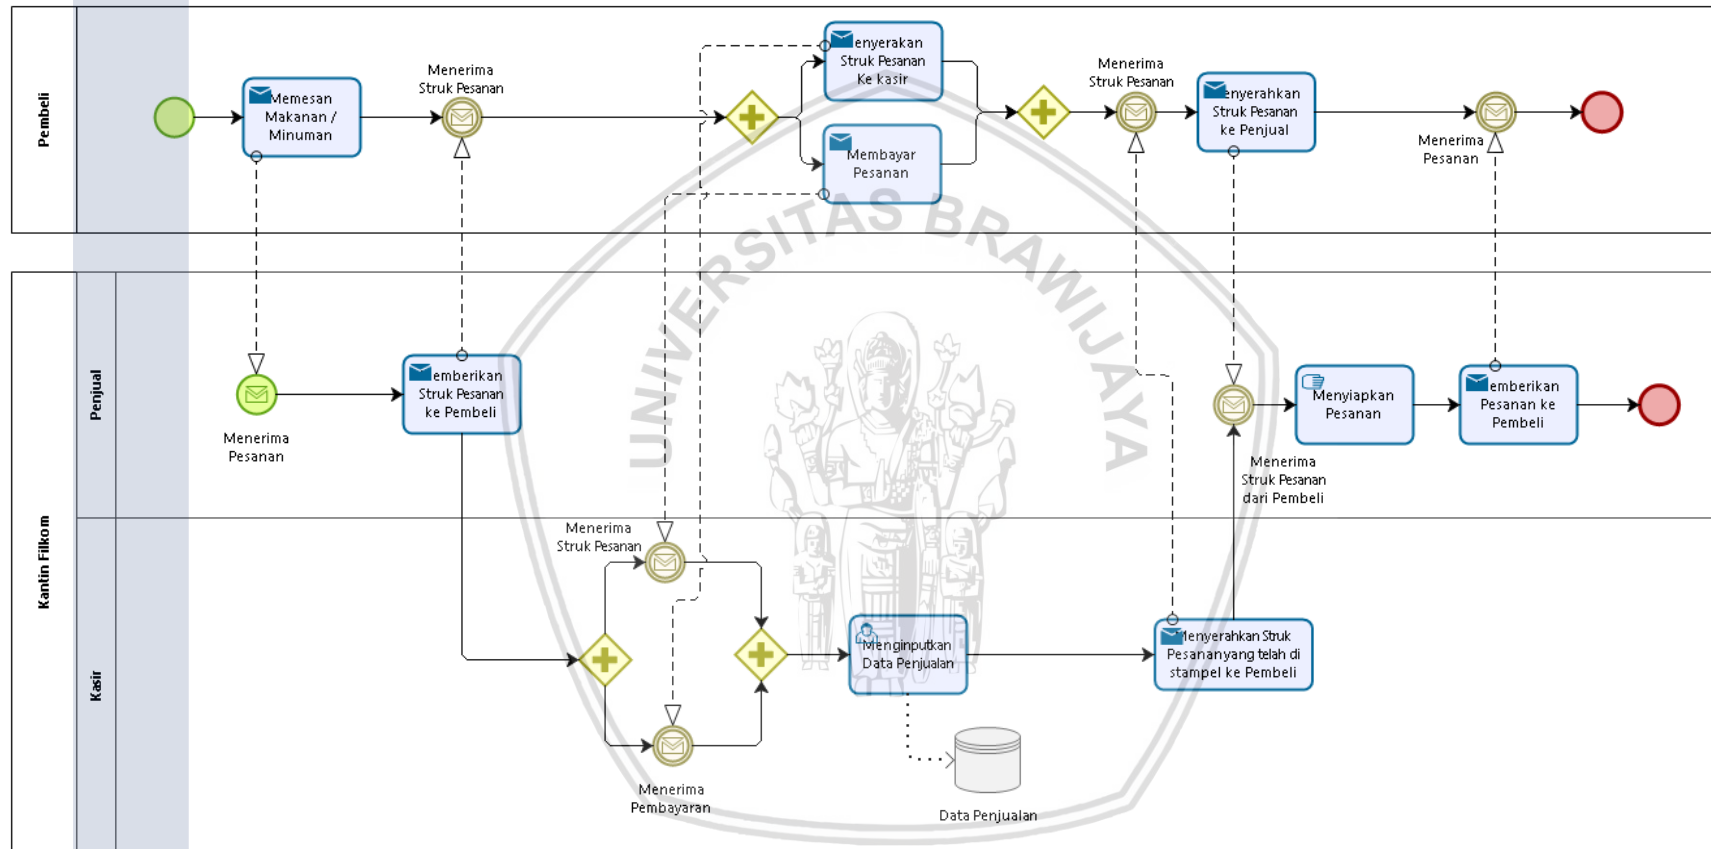 Pembeli
Memesan
Makanan /
Minuman
Menerima
Struk Pesanan
enyerakan
Struk Pesanan
Ke kasir
Membayar
Pesanan
Menerima
Struk Pesanan
enyerahkan
Struk Pesanan
ke Penjual
Menerima
Pesanan
UNIVERSITAS BRAWIJAYA
Kantin Filkom
Penjual
Menerima
Pesanan
emberikan
Struk Pesanan
ke Pembeli
Menerima
Struk Pesanan
dari Pembeli
Menyiapkan
Pesanan
emberikan
Pesanan ke
Pembeli
Kasir
Menerima
Struk Pesanan
Menerima
Pembayaran
Menginputkan
Data Penjualan
Data Penjualan
Menyerahkan Struk
Pesanan yang telah di
stampel ke Pembeli